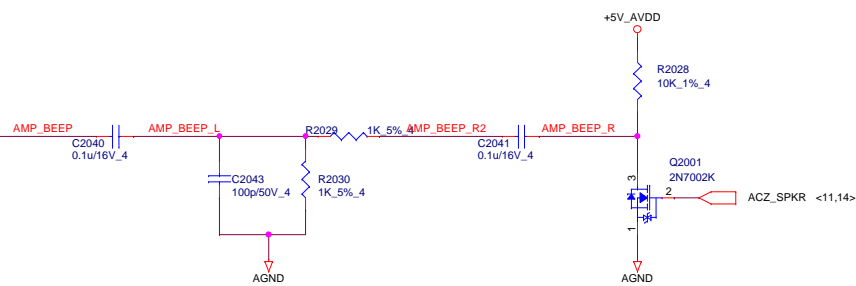 +5V_AVDD
R2028
10K_1%_4
AMP_BEEP
C2040
0.1u/16V_4
AMP_BEEP_L
R2029
1K_5%_4
AMP_BEEP_R2
C2041
0.1u/16V_4
AMP_BEEP_R
C2043
100p/50V_4
R2030
1K_5%_4
Q2001
2N7002K
3
2
1
ACZ_SPKR <11,14>
AGND
AGND